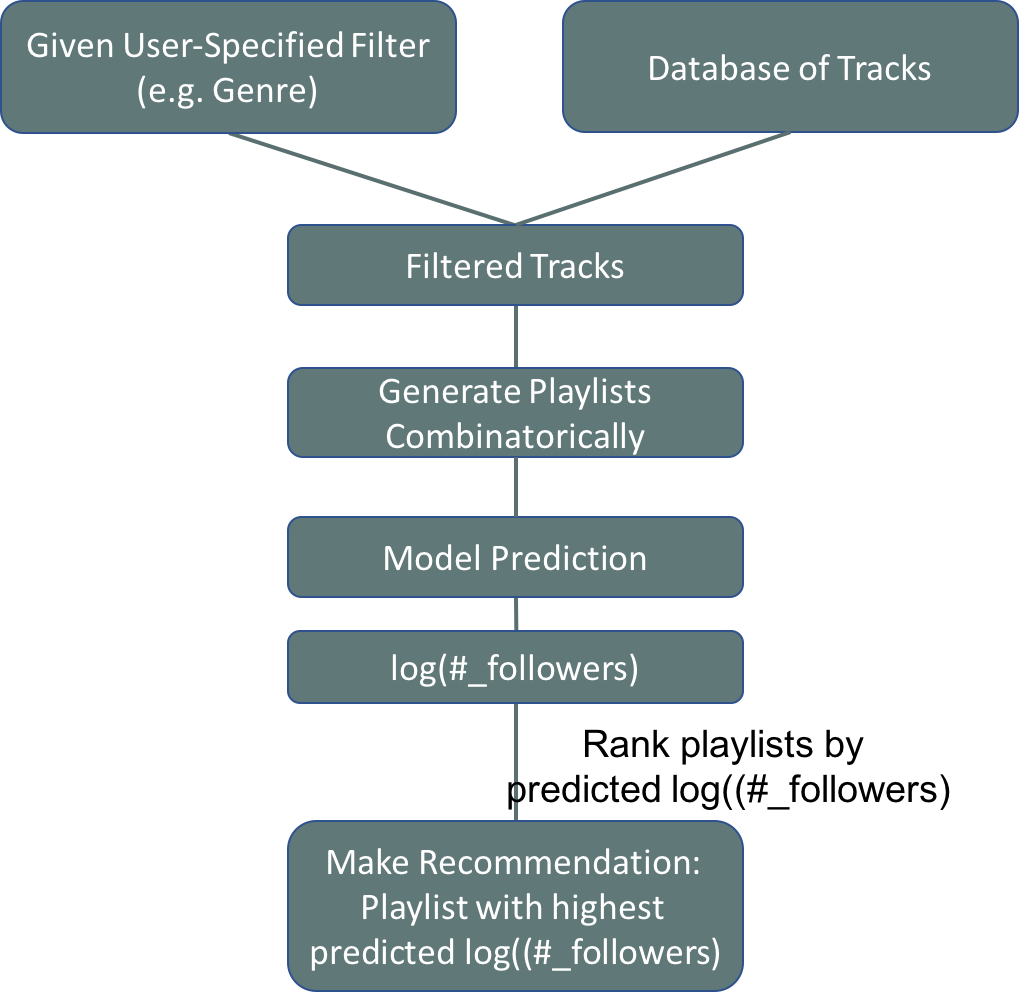 Given User-Specified Filter
(e.g. Genre)
Database of Tracks
Filtered Tracks
Generate Playlists
Combinatorically
Model Prediction
log(#_followers)
Rank playlists by
predicted log((#_followers)
Make Recommendation:
Playlist with highest
predicted log((#_followers)